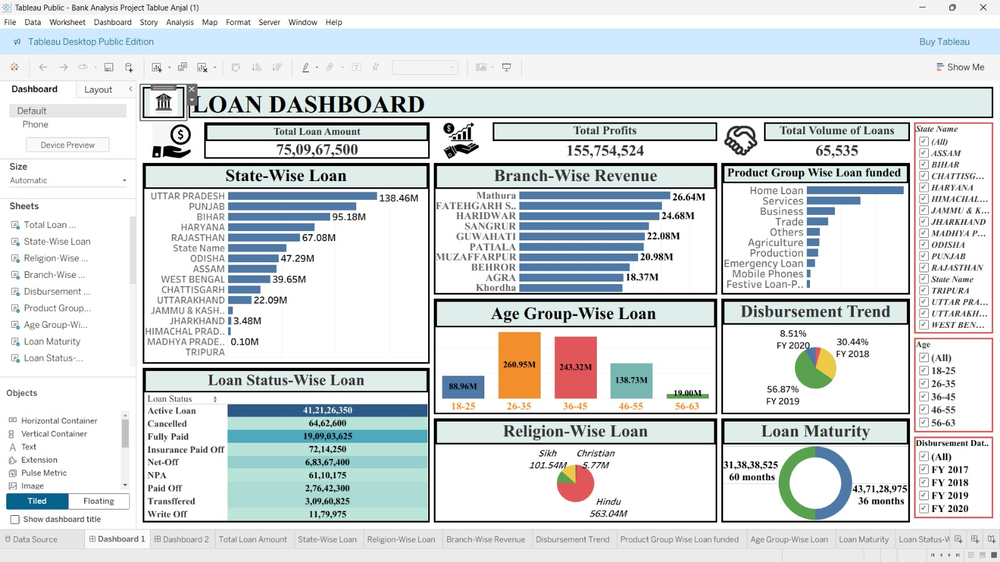 Tableau Public - Bank Analysis Project Tablue Anjal (1)
File Data Worksheet Dashboard Story Analysis Map Format Server Window Help
Tableau Desktop Public Edition
Buy Tableau
Show Me
Dashboard Layout
Default
Phone
Device Preview
Size
Automatic
Sheets
Total Loan ...
State-Wise Loan
Religion-Wise ...
Branch-Wise ...
Disbursement ...
Product Group...
Age Group-Wi...
Loan Maturity
Loan Status-...
Objects
Horizontal Container
Vertical Container
Text
Extension
Pulse Metric
Image
Tiled Floating
Show dashboard title
LOAN DASHBOARD
Total Loan Amount
75,09,67,500
Total Profits
155,754,524
Total Volume of Loans
65,535
State-Wise Loan
UTTAR PRADESH 138.46M
PUNJAB
BIHAR 95.18M
HARYANA
RAJASTHAN 67.08M
State Name
ODISHA 47.29M
ASSAM
WEST BENGAL 39.65M
CHATTISGARH
UTTARAKHAND 22.09M
JAMMU & KASH..
JHARKHAND 3.48M
HIMACHAL PRAD..
MADHYA PRADE.. 0.10M
TRIPURA
Loan Status-Wise Loan
Loan Status
Active Loan 41,21,26,350
Cancelled 64,62,600
Fully Paid 19,09,03,625
Insurance Paid Off 72,14,250
Net-Off 6,83,67,400
NPA 61,10,175
Paid Off 2,76,42,300
Transffered 3,09,60,825
Write Off 11,79,975
Branch-Wise Revenue
Mathura 26.64M
FATEHGARH S..
HARIDWAR 24.68M
SANGRUR
GUWAHATI 22.08M
PATIALA
MUZAFFARPUR 20.98M
BEHROR
AGRA 18.37M
Khordha
Age Group-Wise Loan
88.96M 260.95M 243.32M 138.73M 19.00M
18-25 26-35 36-45 46-55 56-63
Religion-Wise Loan
Sikh
101.54M
Christian
5.77M
Hindu
563.04M
Product Group Wise Loan funded
Home Loan
Services
Business
Trade
Others
Agriculture
Production
Emergency Loan
Mobile Phones
Festive Loan-P..
Disbursement Trend
8.51%
FY 2020
30.44%
FY 2018
56.87%
FY 2019
Loan Maturity
31,38,38,525
60 months
43,71,28,975
36 months
State Name
(All)
ASSAM
BIHAR
CHATTISG...
HARYANA
HIMACHAL...
JAMMU & K...
JHARKHAND
MADHYA P...
ODISHA
PUNJAB
RAJASTHAN
State Name
TRIPURA
UTTAR PRA...
UTTARAKH...
WEST BEN...
Age
(All)
18-25
26-35
36-45
46-55
56-63
Disbursement Dat..
(All)
FY 2017
FY 2018
FY 2019
FY 2020
Data Source Dashboard 1 Dashboard 2 Total Loan Amount State-Wise Loan Religion-Wise Loan Branch-Wise Revenue Disbursement Trend Product Group Wise Loan funded Age Group-Wise Loan Loan Maturity Loan Status-W